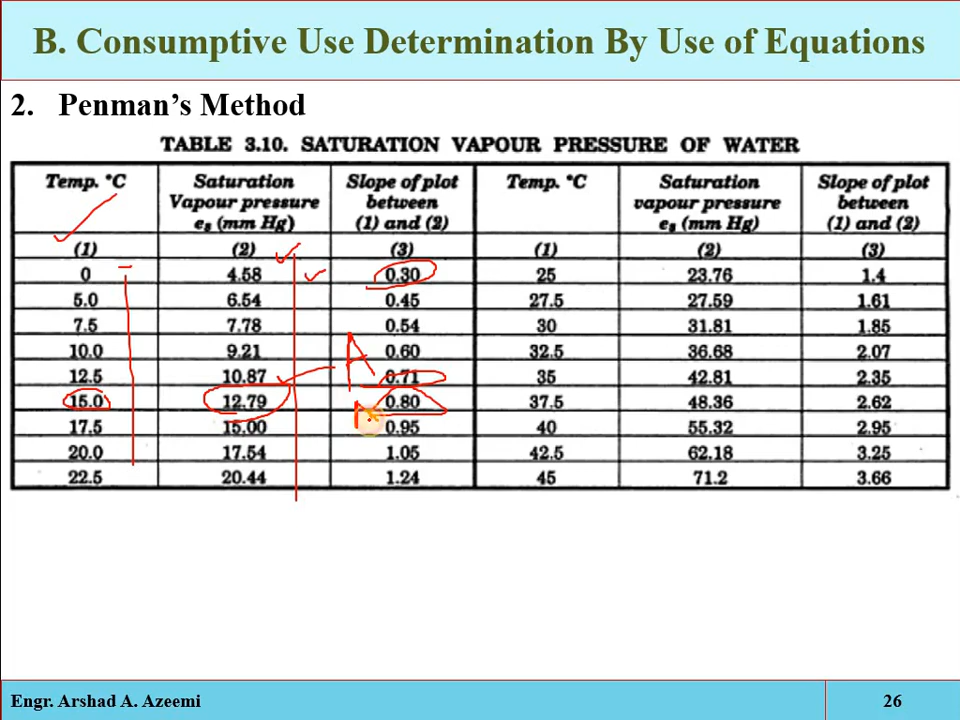 B. Consumptive Use Determination By Use of Equations
2. Penman's Method
TABLE 3.10. SATURATION VAPOUR PRESSURE OF WATER
Temp. °C Saturation Vapour pressure es (mm Hg) Slope of plot between (1) and (2) Temp. °C Saturation vapour pressure es (mm Hg) Slope of plot between (1) and (2)
(1) (2) (3) (1) (2) (3)
0 4.58 0.30 25 23.76 1.4
5.0 6.54 0.45 27.5 27.59 1.61
7.5 7.78 0.54 30 31.81 1.85
10.0 9.21 0.60 32.5 36.68 2.07
A
12.5 10.87 0.71 35 42.81 2.35
15.0 12.79 0.80 37.5 48.36 2.62
17.5 15.00 0.95 40 55.32 2.95
20.0 17.54 1.05 42.5 62.18 3.25
22.5 20.44 1.24 45 71.2 3.66
Engr. Arshad A. Azeemi 26